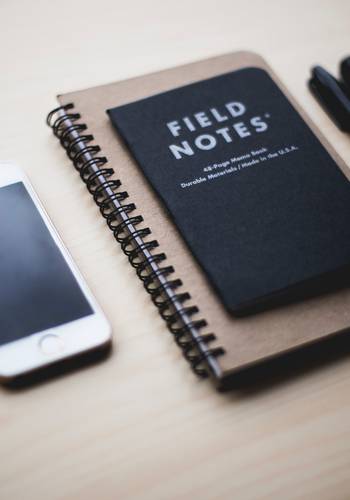 FIELD
NOTES®
48-Page Memo Book
Durable Materials / Made in the U.S.A.